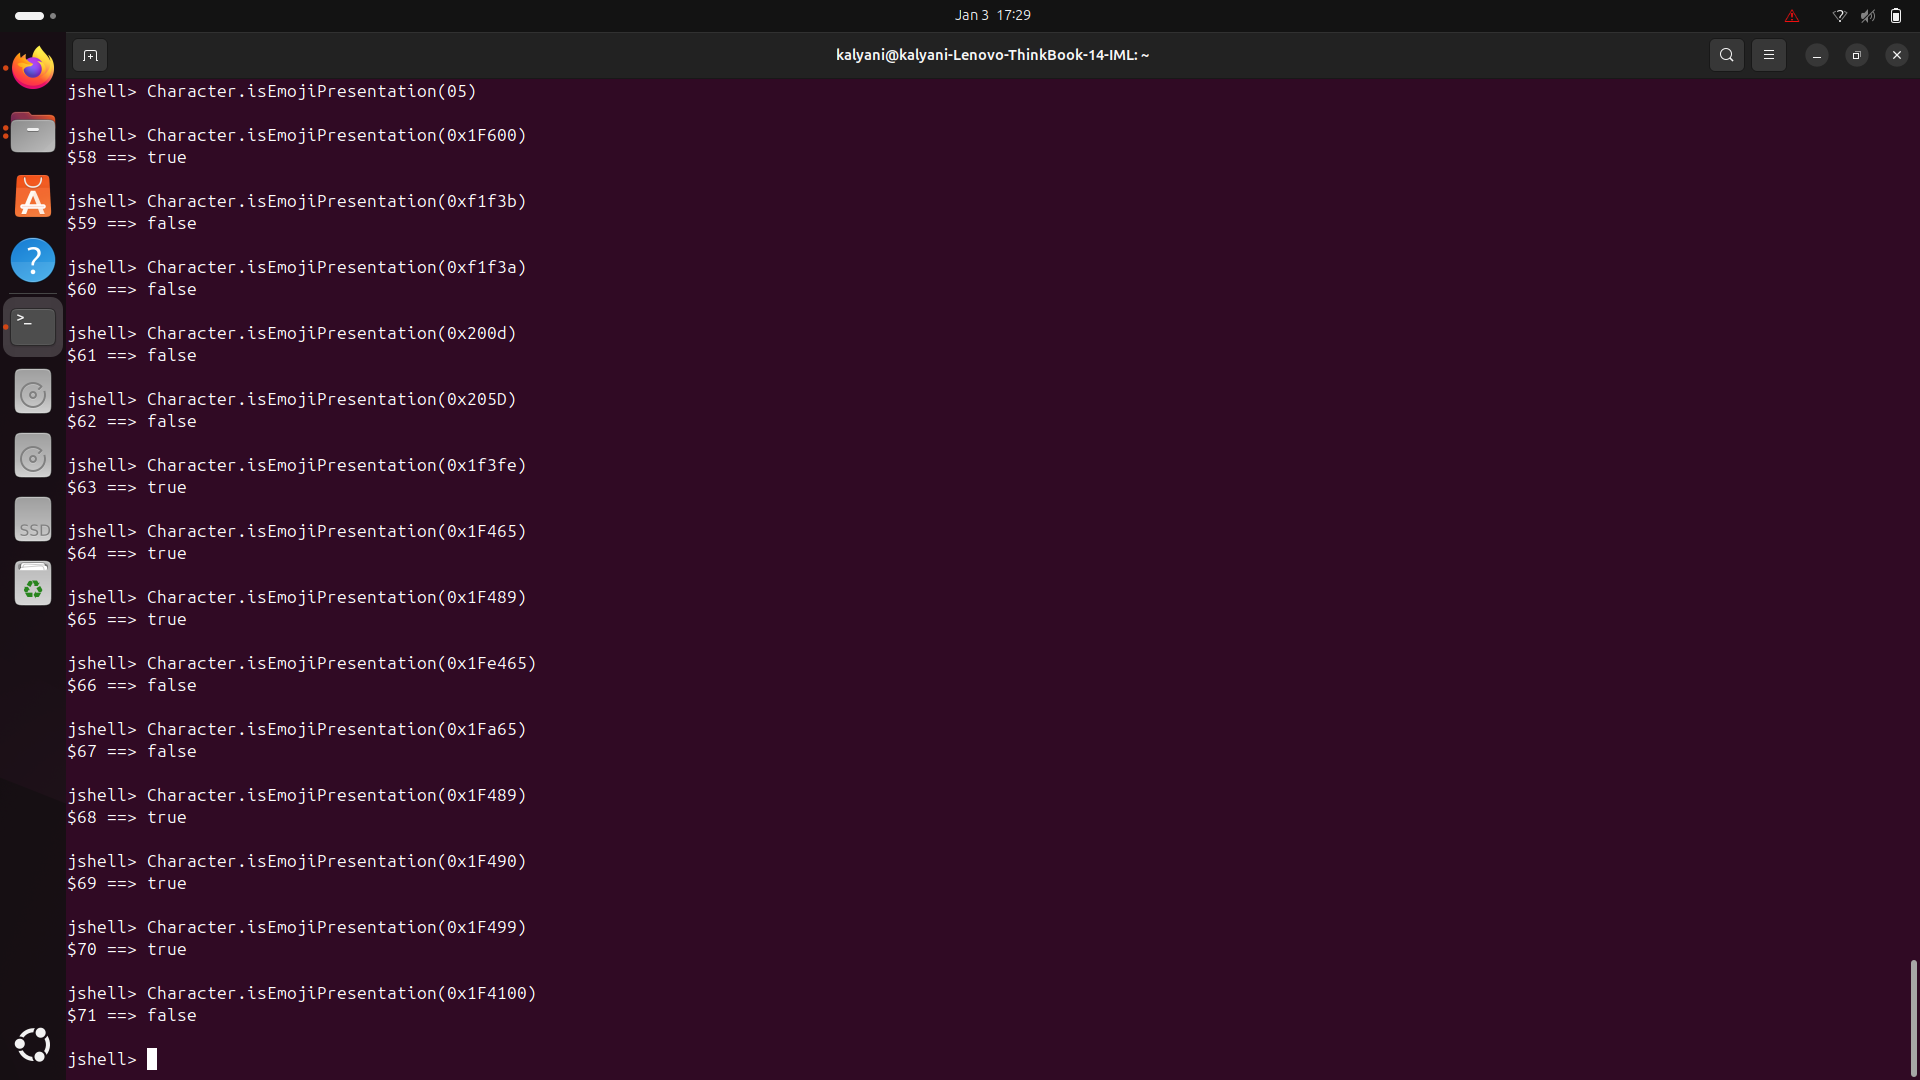 Jan 3 17:29
kalyani@kalyani-Lenovo-ThinkBook-14-IML: ~
jshell> Character.isEmojiPresentation(05)
jshell> Character.isEmojiPresentation(0x1F600)
$58 ==> true
jshell> Character.isEmojiPresentation(0xf1f3b)
$59 ==> false
jshell> Character.isEmojiPresentation(0xf1f3a)
$60 ==> false
jshell> Character.isEmojiPresentation(0x200d)
$61 ==> false
jshell> Character.isEmojiPresentation(0x205D)
$62 ==> false
jshell> Character.isEmojiPresentation(0x1f3fe)
$63 ==> true
jshell> Character.isEmojiPresentation(0x1F465)
$64 ==> true
jshell> Character.isEmojiPresentation(0x1F489)
$65 ==> true
jshell> Character.isEmojiPresentation(0x1Fe465)
$66 ==> false
jshell> Character.isEmojiPresentation(0x1Fa65)
$67 ==> false
jshell> Character.isEmojiPresentation(0x1F489)
$68 ==> true
jshell> Character.isEmojiPresentation(0x1F490)
$69 ==> true
jshell> Character.isEmojiPresentation(0x1F499)
$70 ==> true
jshell> Character.isEmojiPresentation(0x1F4100)
$71 ==> false
jshell>
SSD